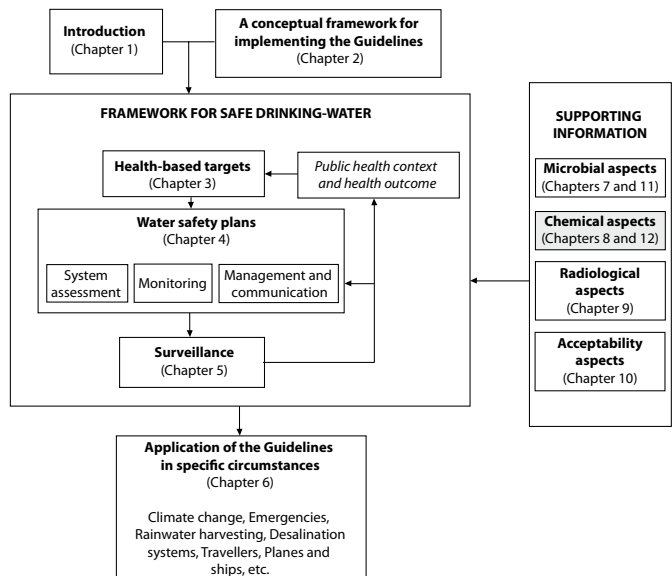 Introduction
(Chapter 1)
A conceptual framework for
implementing the Guidelines
(Chapter 2)
FRAMEWORK FOR SAFE DRINKING-WATER
Health-based targets
(Chapter 3)
Public health context
and health outcome
Water safety plans
(Chapter 4)
System
assessment
Monitoring
Management and
communication
Surveillance
(Chapter 5)
SUPPORTING
INFORMATION
Microbial aspects
(Chapters 7 and 11)
Chemical aspects
(Chapters 8 and 12)
Radiological
aspects
(Chapter 9)
Acceptability
aspects
(Chapter 10)
Application of the Guidelines
in specific circumstances
(Chapter 6)
Climate change, Emergencies,
Rainwater harvesting, Desalination
systems, Travellers, Planes and
ships, etc.